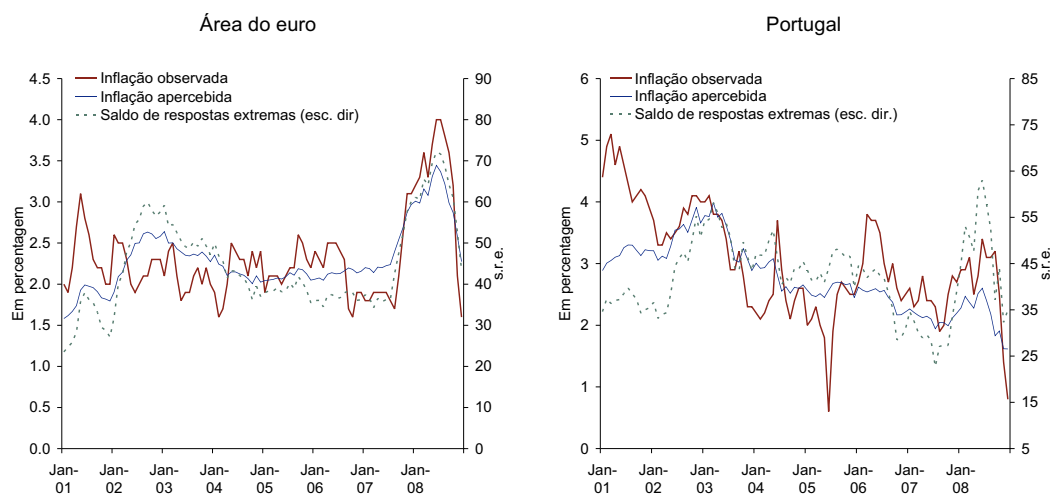 Área do euro
4.5
4.0
3.5
3.0
2.5
2.0
1.5
1.0
0.5
0.0
Em percentagem
Inflação observada
Inflação apercebida
Saldo de respostas extremas (esc. dir)
90
80
70
60
50
40
30
20
10
0
s.r.e.
Jan-01
Jan-02
Jan-03
Jan-04
Jan-05
Jan-06
Jan-07
Jan-08
Portugal
6
5
4
3
2
1
0
Em percentagem
Inflação observada
Inflação apercebida
Saldo de respostas extremas (esc. dir.)
85
75
65
55
45
35
25
15
5
s.r.e.
Jan-01
Jan-02
Jan-03
Jan-04
Jan-05
Jan-06
Jan-07
Jan-08